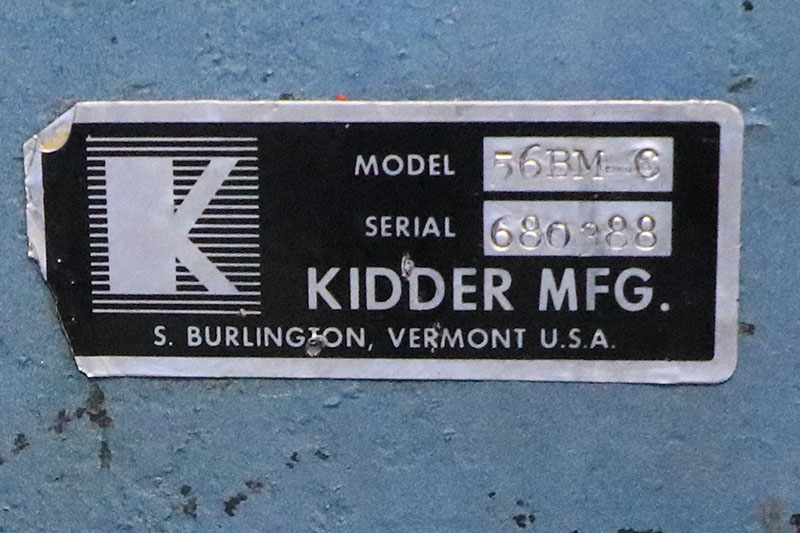 K
MODEL 56BM-C
SERIAL
KIDDER MFG.
S. BURLINGTON, VERMONT U.S.A.